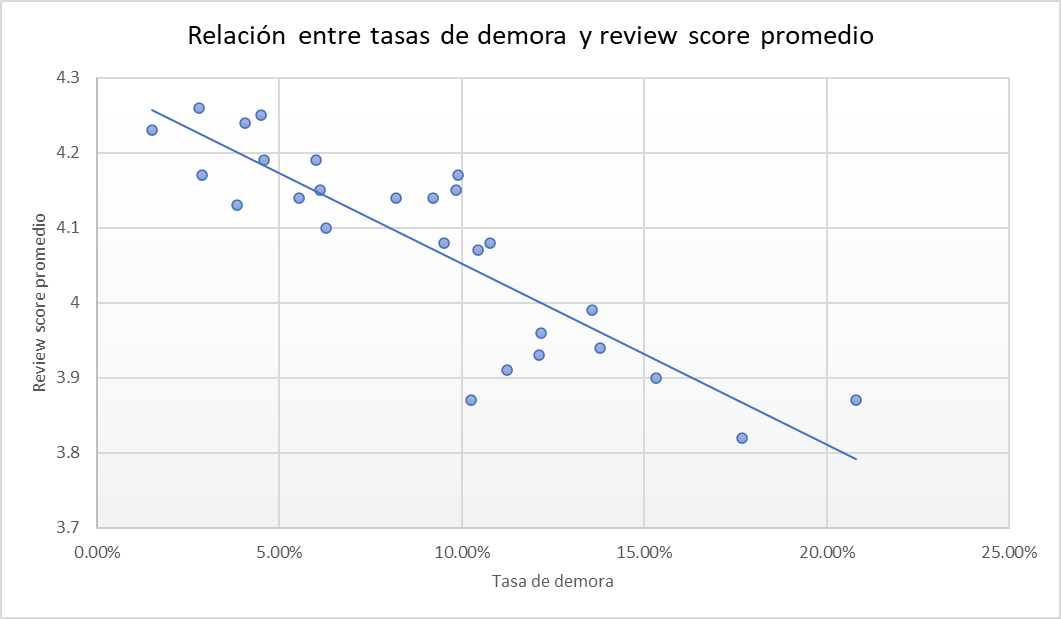 Relación entre tasas de demora y review score promedio
4.3
4.2
4.1
4
3.9
3.8
3.7
Review score promedio
0.00% 5.00% 10.00% 15.00% 20.00% 25.00%
Tasa de demora